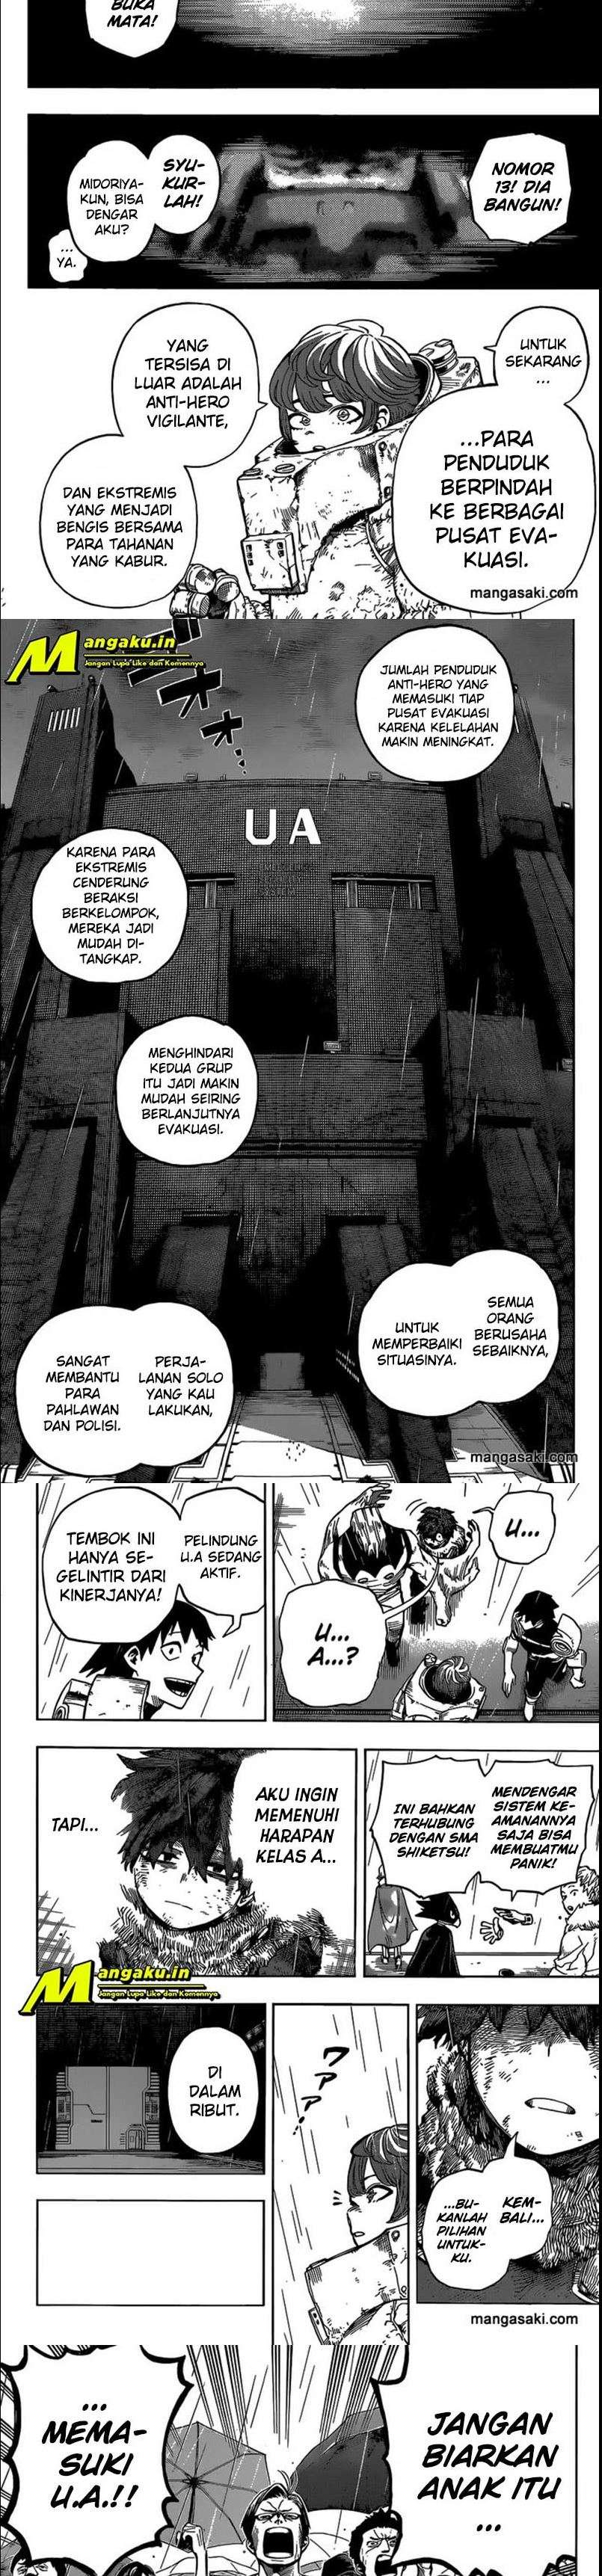 BUKA
MATA!
NOMOR
13! DIA
BANGUN!
SYU-
KUR-
LAH!
MIDORIYA-
KUN, BISA
DENGAR
AKU?
...
YA.
UNTUK
SEKARANG
...
...PARA
PENDUDUK
BERPINDAH
KE BERBAGAI
PUSAT EVA-
KUASI.
YANG
TERSISA DI
LUAR ADALAH
ANTI-HERO
VIGILANTE,
DAN EKSTREMIS
YANG MENJADI
BENGIS BERSAMA
PARA TAHANAN
YANG KABUR.
mangasaki.com
Mangaku.in
Jangan Lupa Like dan Komennya
JUMLAH PENDUDUK
ANTI-HERO YANG
MEMASUKI TIAP
PUSAT EVAKUASI
KARENA KELELAHAN
MAKIN MENINGKAT.
UA
KARENA PARA
EKSTREMIS
CENDERUNG
BERAKSI
BERKELOMPOK,
MEREKA JADI
MUDAH DI-
TANGKAP.
MENGHINDARI
KEDUA GRUP
ITU JADI MAKIN
MUDAH SEIRING
BERLANJUTNYA
EVAKUASI.
SEMUA
ORANG
BERUSAHA
SEBAIKNYA,
UNTUK
MEMPERBAIKI
SITUASINYA.
PERJA-
LANAN SOLO
YANG KAU
LAKUKAN,
SANGAT
MEMBANTU
PARA
PAHLAWAN
DAN POLISI.
mangasaki.com
U...
U...
A...?
PELINDUNG
U.A SEDANG
AKTIF.
TEMBOK INI
HANYA SE-
GELINTIR DARI
KINERJANYA!
MENDENGAR
SISTEM KE-
AMANANNYA
SAJA BISA
MEMBUATMU
PANIK!
INI BAHKAN
TERHUBUNG
DENGAN SMA
SHIKETSU!
AKU INGIN
MEMENUHI
HARAPAN
KELAS A...
TAPI...
Mangaku.in
Jangan Lupa Like dan Komennya
KEM-
BALI...
...BU-
KANLAH
PILIHAN
UNTUK-
KU.
ワアアア!
DI
DALAM
RIBUT.
mangasaki.com
JANGAN
BIARKAN
ANAK ITU
...
...
MEMA-
SUKI
U.A.!!